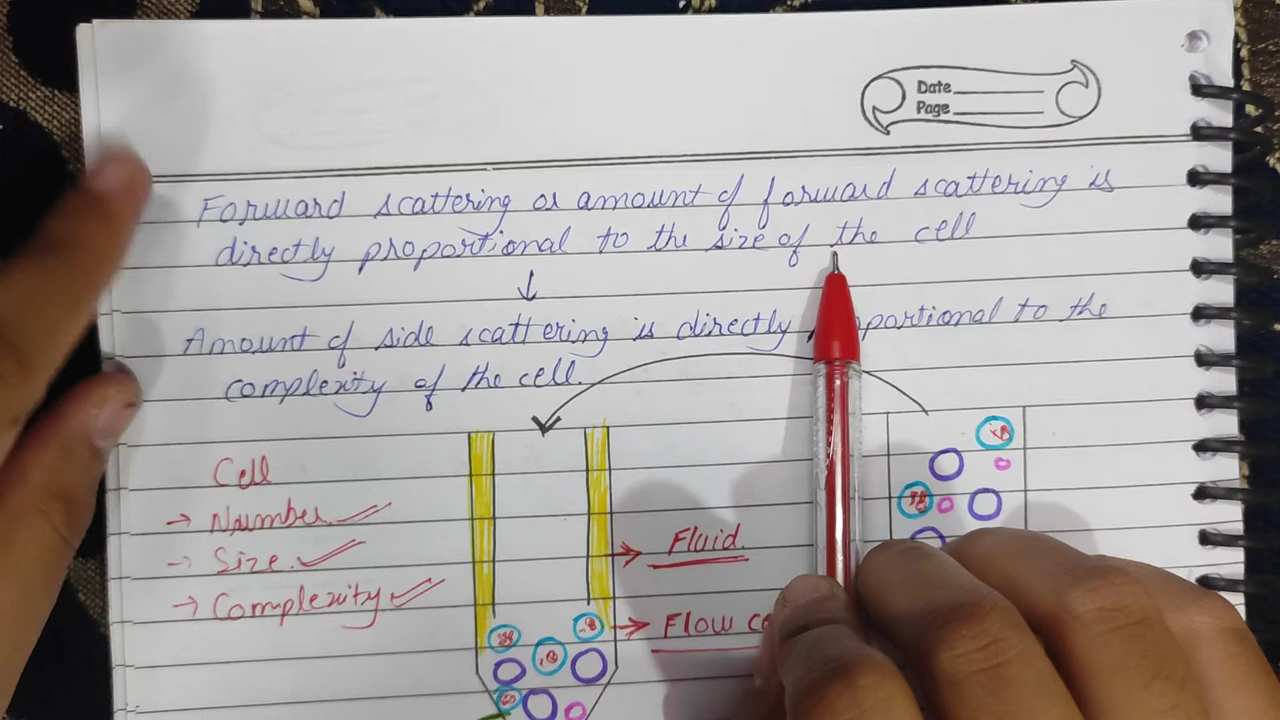 Date
Page
Forward scattering or amount of forward scattering is
directly proportional to the size of the cell
↓
Amount of side scattering is directly proportional to the
complexity of the cell.
Cell
→ Number
→ Size
→ Complexity
→ Fluid.
→ Flow